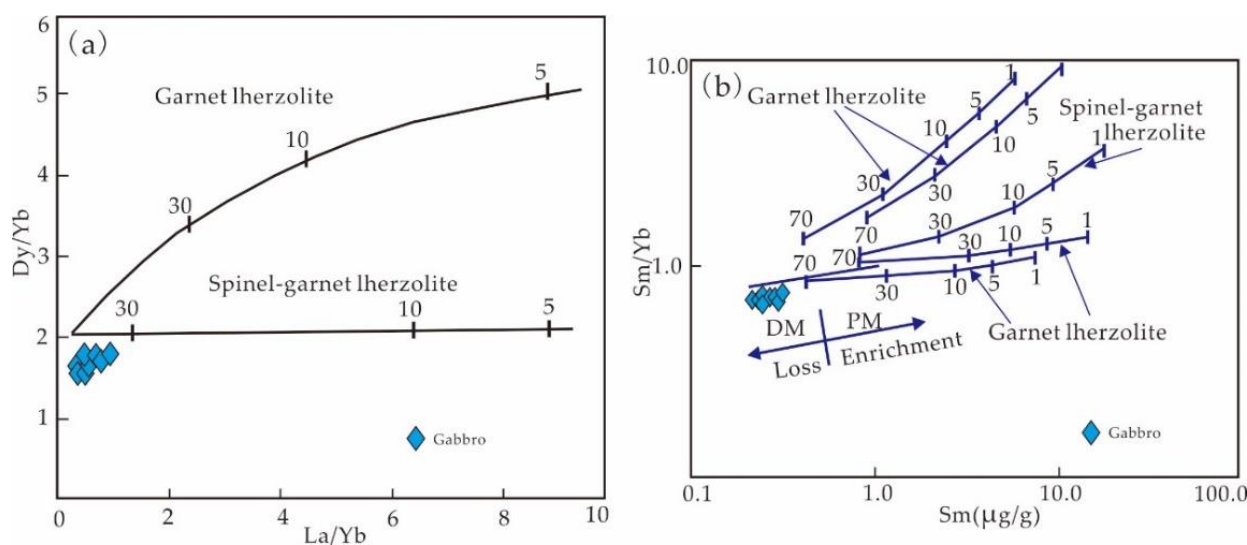 (a)
6
5
4
3
2
1
Dy/Yb
Garnet lherzolite
30
10
5
Spinel-garnet lherzolite
30
10
5
Gabbro
0
2
4
6
8
10
La/Yb
(b)
10.0
1.0
Sm/Yb
Garnet lherzolite
1
5
10
30
70
5
10
30
70
Spinel-garnet
lherzolite
1
5
10
30
70
1
5
10
30
70
1
5
10
30
Garnet lherzolite
DM
PM
Loss
Enrichment
Gabbro
0.1
1.0
10.0
100.0
Sm(μg/g)